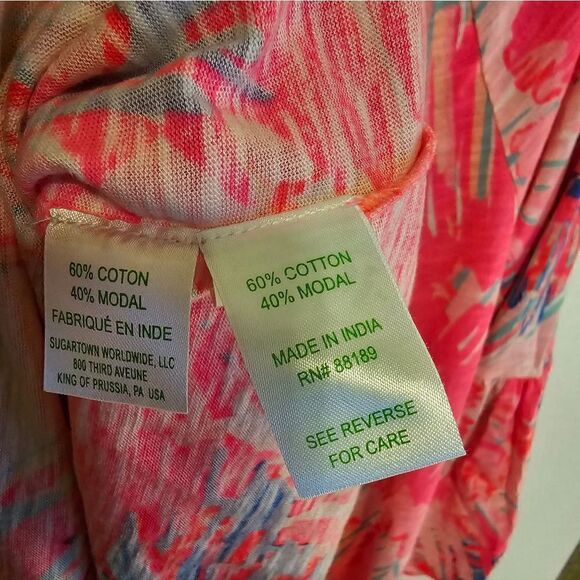 60% COTON
40% MODAL
FABRIQUÉ EN INDE
SUGARTOWN WORLDWIDE, LLC
800 THIRD AVEUNE
KING OF PRUSSIA, PA USA
60% COTTON
40% MODAL
MADE IN INDIA
RN# 88189
SEE REVERSE
FOR CARE